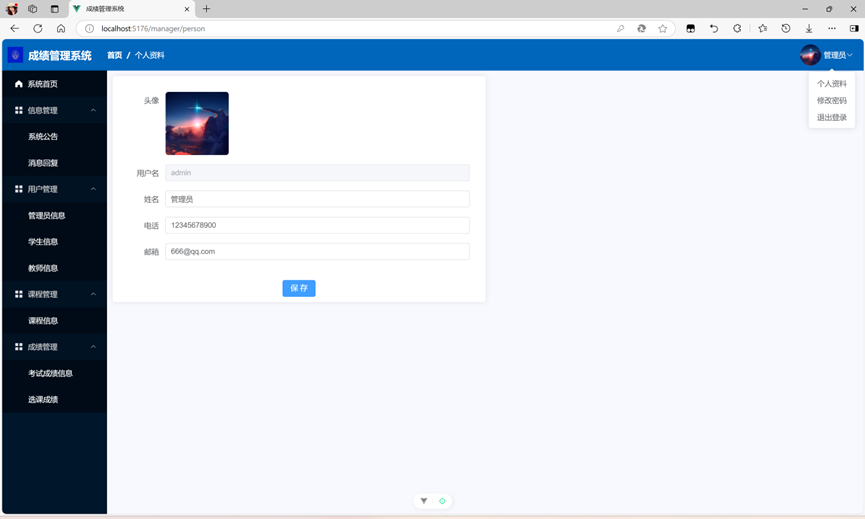 成绩管理系统
localhost:5176/manager/person
成绩管理系统
首页 / 个人资料
管理员
个人资料
修改密码
退出登录
系统首页
信息管理
系统公告
消息回复
用户管理
管理员信息
学生信息
教师信息
课程管理
课程信息
成绩管理
考试成绩信息
选课成绩
头像
用户名 admin
姓名 管理员
电话 12345678900
邮箱 666@qq.com
保 存